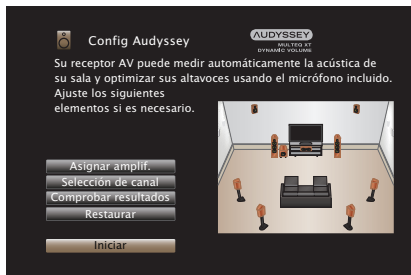 Config Audyssey
AUDYSSEY
MULTEQ XT
DYNAMIC VOLUME
Su receptor AV puede medir automáticamente la acústica de
su sala y optimizar sus altavoces usando el micrófono incluido.
Ajuste los siguientes
elementos si es necesario.
Asignar amplif.
Selección de canal
Comprobar resultados
Restaurar
Iniciar